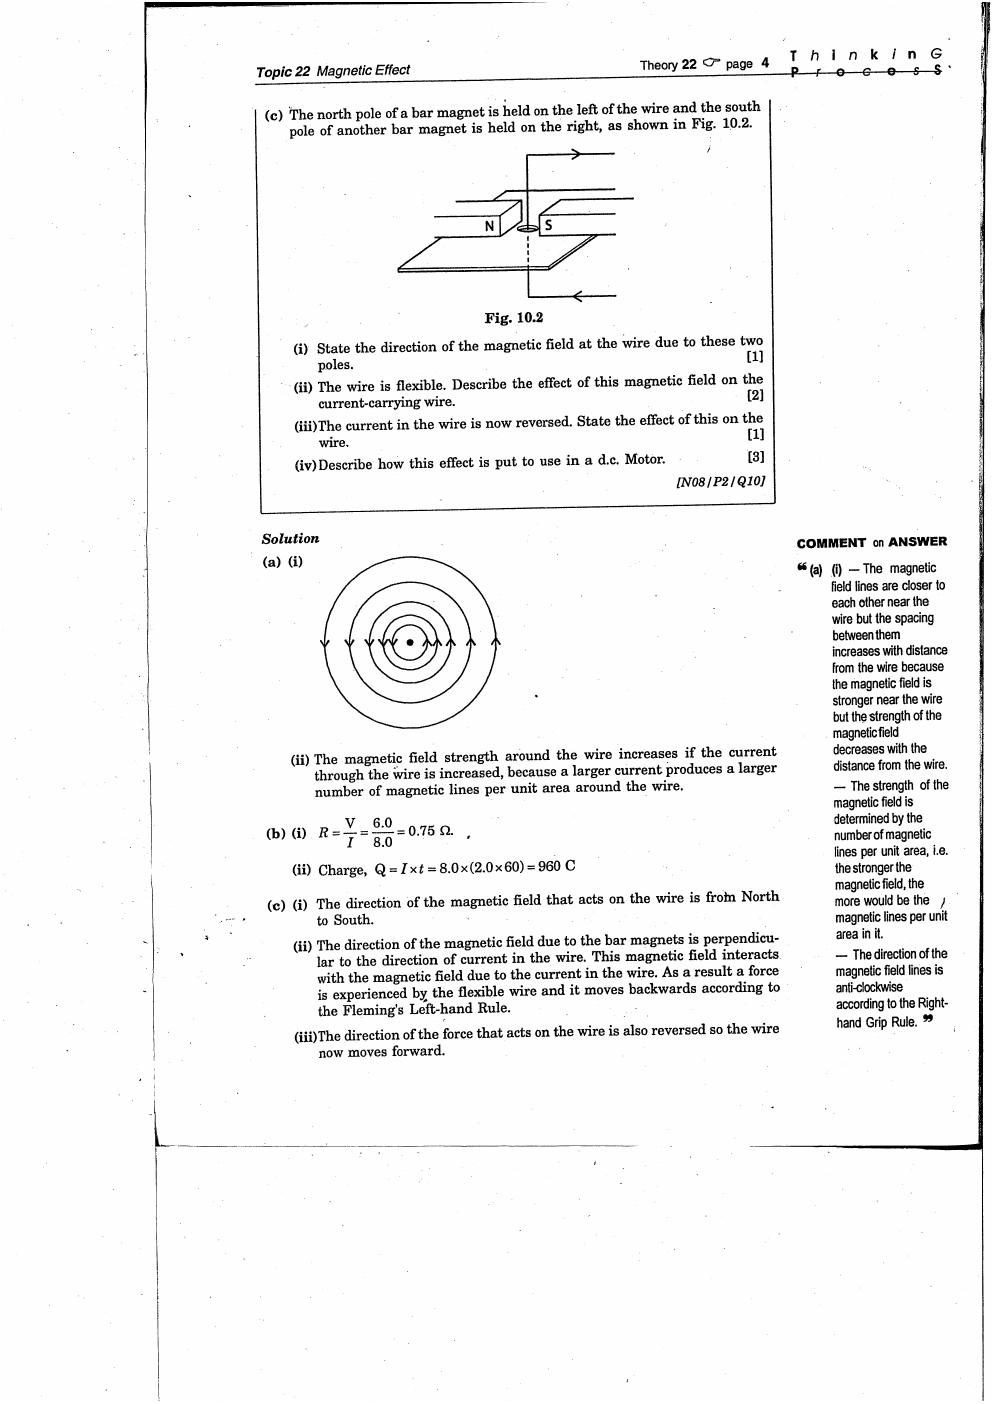 Topic 22 Magnetic Effect
Theory 22 ☞ page 4
T h i n k i n G
P r o c e s s
(c) The north pole of a bar magnet is held on the left of the wire and the south
pole of another bar magnet is held on the right, as shown in Fig. 10.2.
N
S
Fig. 10.2
(i) State the direction of the magnetic field at the wire due to these two
poles. [1]
(ii) The wire is flexible. Describe the effect of this magnetic field on the
current-carrying wire. [2]
(iii)The current in the wire is now reversed. State the effect of this on the
wire. [1]
(iv)Describe how this effect is put to use in a d.c. Motor. [3]
[N08/P2/Q10]
Solution
(a) (i)
(ii) The magnetic field strength around the wire increases if the current
through the wire is increased, because a larger current produces a larger
number of magnetic lines per unit area around the wire.
(b) (i) R = V/I = 6.0/8.0 = 0.75 Ω.
(ii) Charge, Q = I × t = 8.0 × (2.0 × 60) = 960 C
(c) (i) The direction of the magnetic field that acts on the wire is from North
to South.
(ii) The direction of the magnetic field due to the bar magnets is perpendicu-
lar to the direction of current in the wire. This magnetic field interacts
with the magnetic field due to the current in the wire. As a result a force
is experienced by the flexible wire and it moves backwards according to
the Fleming's Left-hand Rule.
(iii)The direction of the force that acts on the wire is also reversed so the wire
now moves forward.
COMMENT on ANSWER
❝ (a) (i) — The magnetic
field lines are closer to
each other near the
wire but the spacing
between them
increases with distance
from the wire because
the magnetic field is
stronger near the wire
but the strength of the
magnetic field
decreases with the
distance from the wire.
— The strength of the
magnetic field is
determined by the
number of magnetic
lines per unit area, i.e.
the stronger the
magnetic field, the
more would be the
magnetic lines per unit
area in it.
— The direction of the
magnetic field lines is
anti-clockwise
according to the Right-
hand Grip Rule. ❞